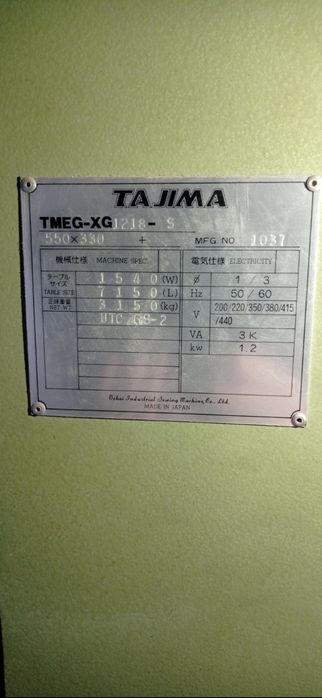 TAJIMA
TMEG-XG1218- S
550×330 +
MFG. NO. 1037
機械仕様 MACHINE SPEC.
電気仕様 ELECTRICITY
テーブルサイズ TABLE SIZE 1540(W)
7150(L)
正味重量 NET-WT 3150(kg)
UTC/GS-2
φ 1/3
Hz 50/60
V 200/220/350/380/415
/440
VA 3K
kw 1.2
Tokai Industrial Sewing Machine Co., Ltd.
MADE IN JAPAN